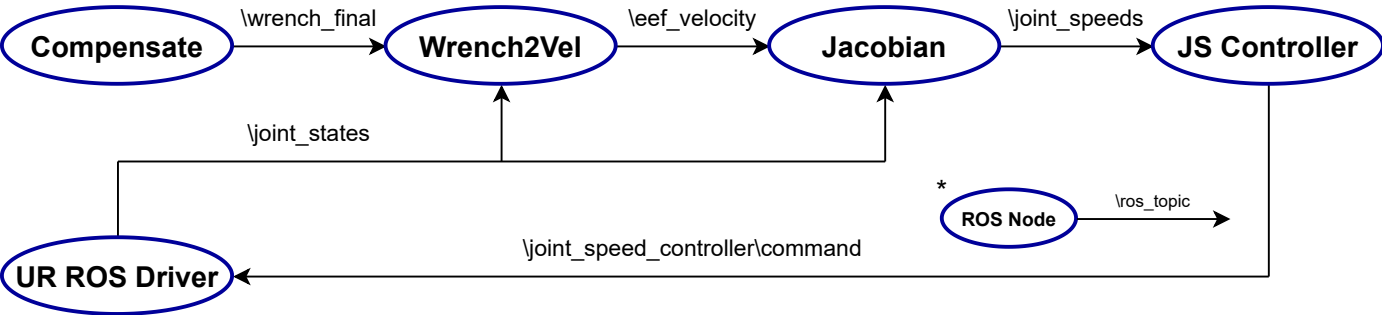 \wrench_final
\eef_velocity
\joint_speeds
Compensate
Wrench2Vel
Jacobian
JS Controller
\joint_states
*
ROS Node
\ros_topic
\joint_speed_controller\command
UR ROS Driver